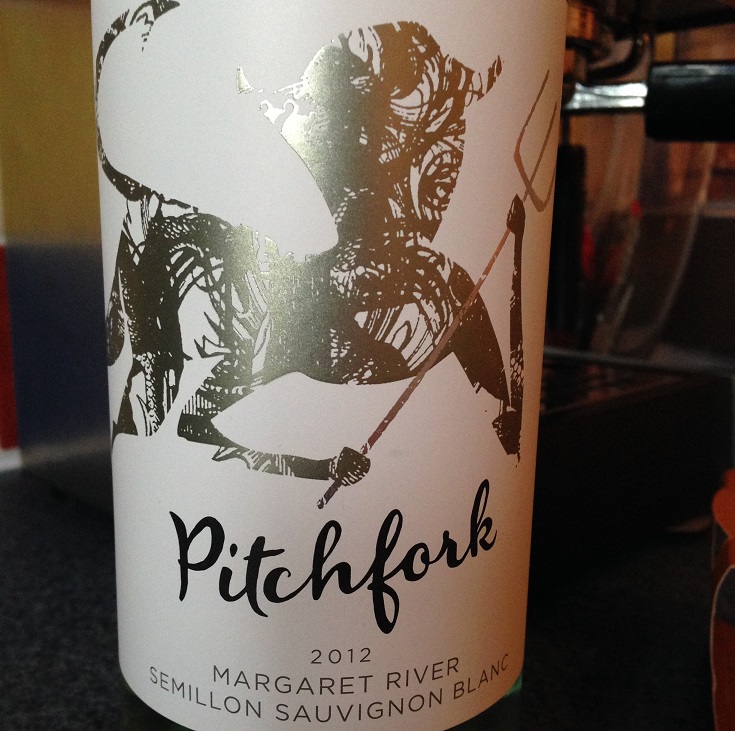 Pitchfork
2012
MARGARET RIVER
SEMILLON SAUVIGNON BLANC